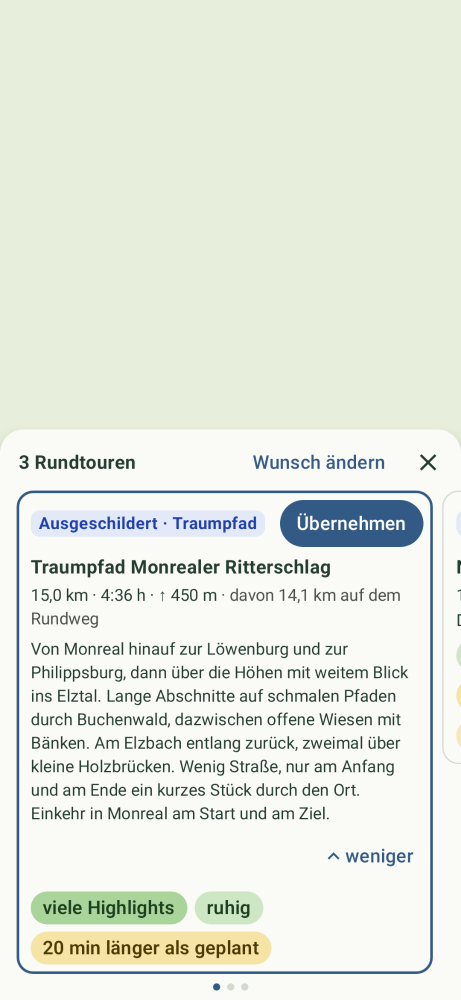 3 Rundtouren
Wunsch ändern
Ausgeschildert · Traumpfad
Übernehmen
Traumpfad Monrealer Ritterschlag
15,0 km · 4:36 h · ↑ 450 m · davon 14,1 km auf dem
Rundweg
Von Monreal hinauf zur Löwenburg und zur
Philippsburg, dann über die Höhen mit weitem Blick
ins Elztal. Lange Abschnitte auf schmalen Pfaden
durch Buchenwald, dazwischen offene Wiesen mit
Bänken. Am Elzbach entlang zurück, zweimal über
kleine Holzbrücken. Wenig Straße, nur am Anfang
und am Ende ein kurzes Stück durch den Ort.
Einkehr in Monreal am Start und am Ziel.
weniger
viele Highlights
ruhig
20 min länger als geplant